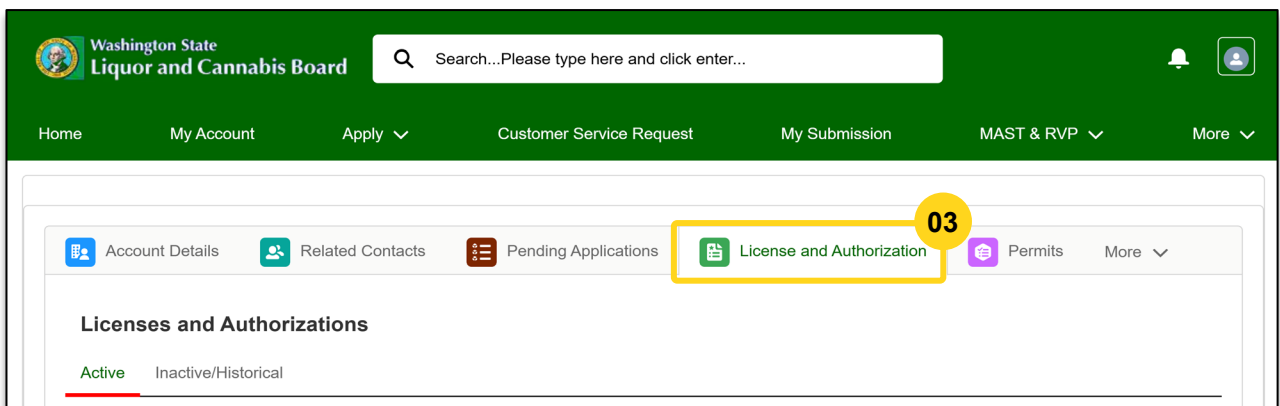 Washington State
Liquor and Cannabis Board
Search...Please type here and click enter...
Home My Account Apply Customer Service Request My Submission MAST & RVP More
03
Account Details Related Contacts Pending Applications License and Authorization Permits More
Licenses and Authorizations
Active Inactive/Historical